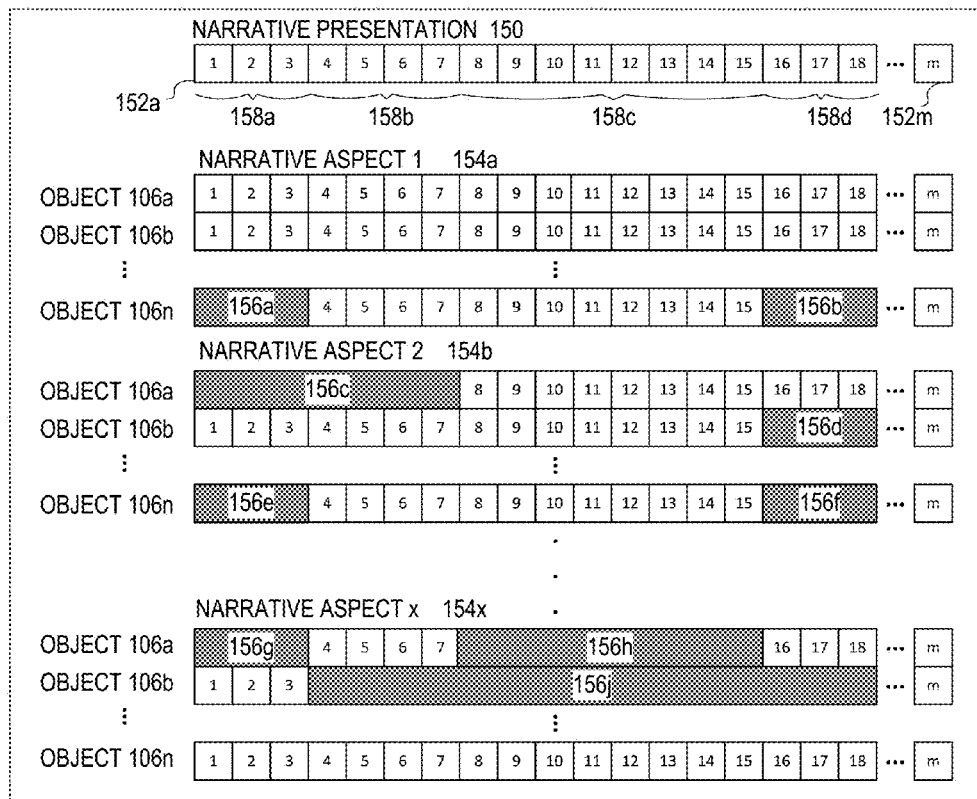 NARRATIVE PRESENTATION 150
1 2 3 4 5 6 7 8 9 10 11 12 13 14 15 16 17 18 ••• m
152a 158a 158b 158c 158d 152m
NARRATIVE ASPECT 1 154a
OBJECT 106a 1 2 3 4 5 6 7 8 9 10 11 12 13 14 15 16 17 18 ••• m
OBJECT 106b 1 2 3 4 5 6 7 8 9 10 11 12 13 14 15 16 17 18 ••• m
OBJECT 106n 156a 4 5 6 7 8 9 10 11 12 13 14 15 156b ••• m
NARRATIVE ASPECT 2 154b
OBJECT 106a 156c 8 9 10 11 12 13 14 15 16 17 18 ••• m
OBJECT 106b 1 2 3 4 5 6 7 8 9 10 11 12 13 14 15 156d ••• m
OBJECT 106n 156e 4 5 6 7 8 9 10 11 12 13 14 15 156f ••• m
NARRATIVE ASPECT x 154x
OBJECT 106a 156g 4 5 6 7 156h 16 17 18 ••• m
OBJECT 106b 1 2 3 156j ••• m
OBJECT 106n 1 2 3 4 5 6 7 8 9 10 11 12 13 14 15 16 17 18 ••• m